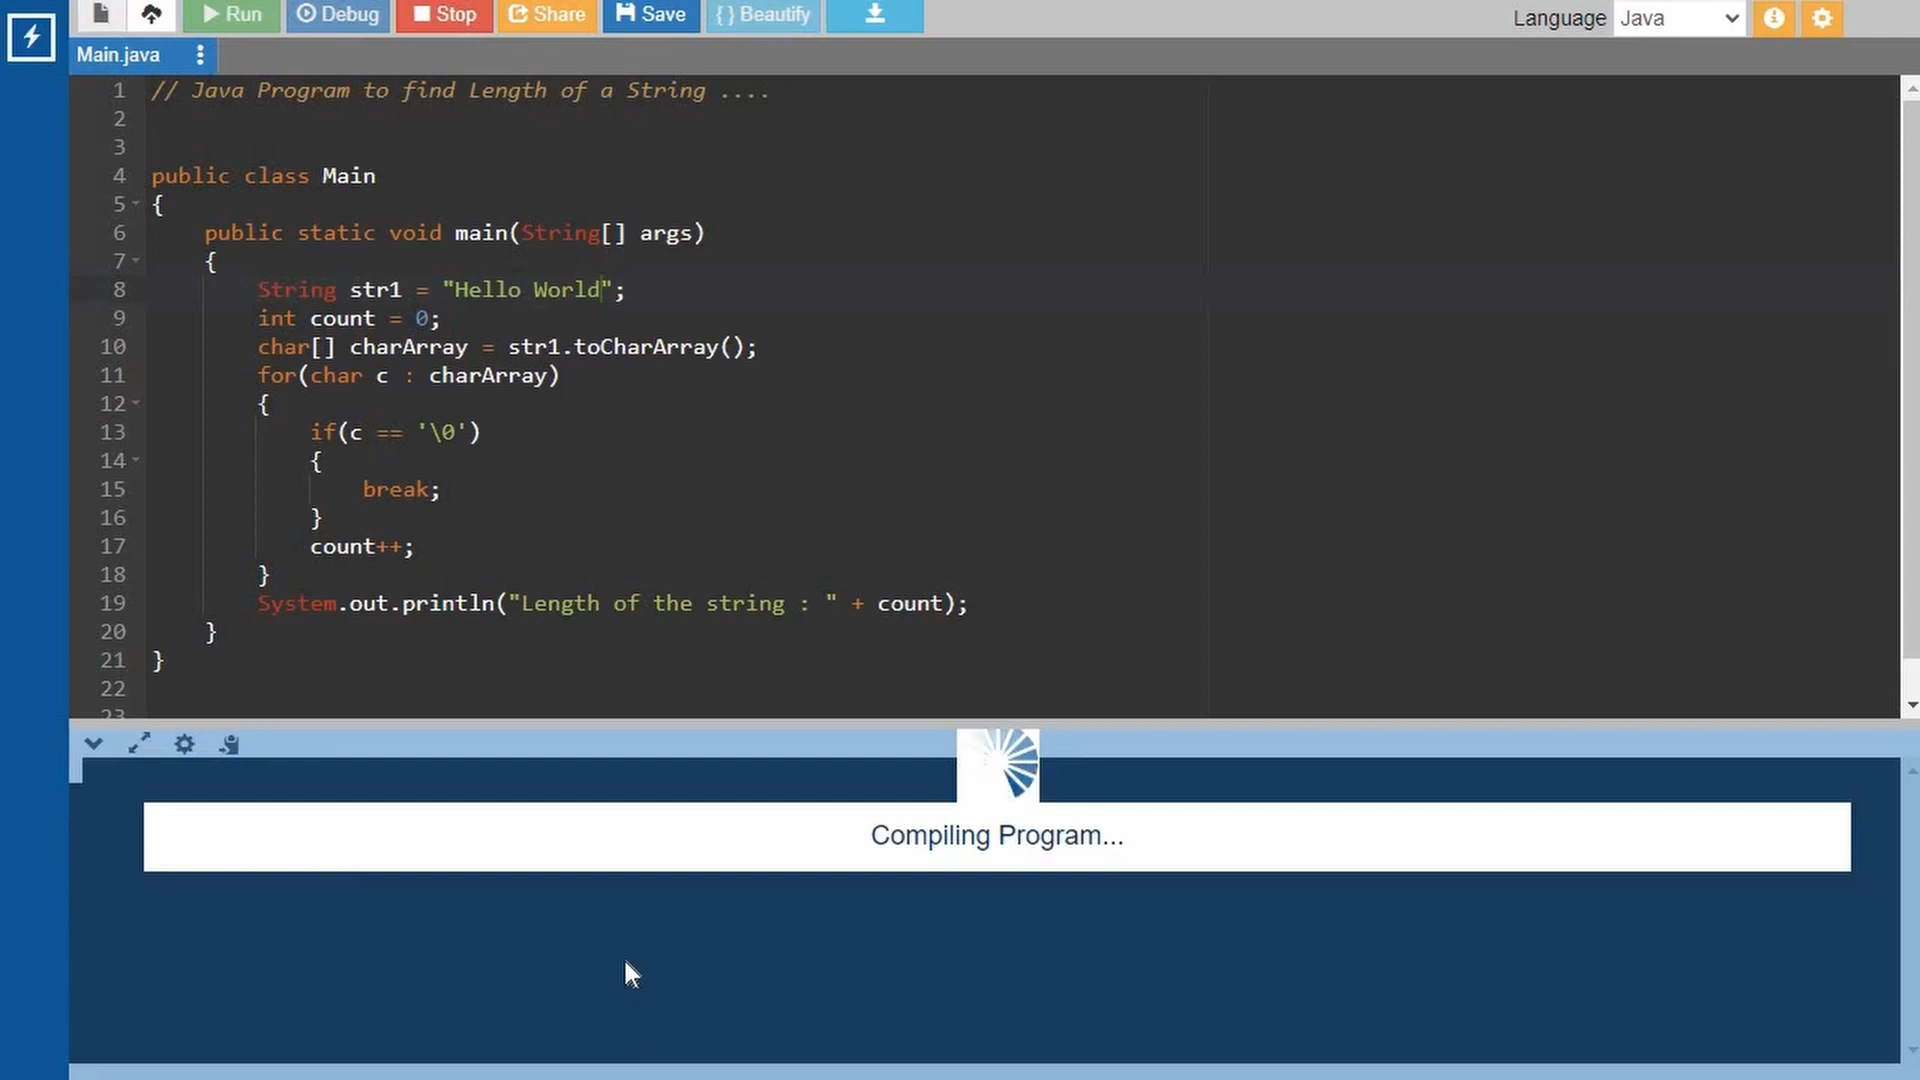 Run Debug Stop Share Save { } Beautify Language Java
Main.java
1 // Java Program to find Length of a String ....
2
3
4 public class Main
5 {
6     public static void main(String[] args)
7     {
8         String str1 = "Hello World";
9         int count = 0;
10         char[] charArray = str1.toCharArray();
11         for(char c : charArray)
12         {
13             if(c == '\0')
14             {
15                 break;
16             }
17             count++;
18         }
19         System.out.println("Length of the string : " + count);
20     }
21 }
22
23
Compiling Program...